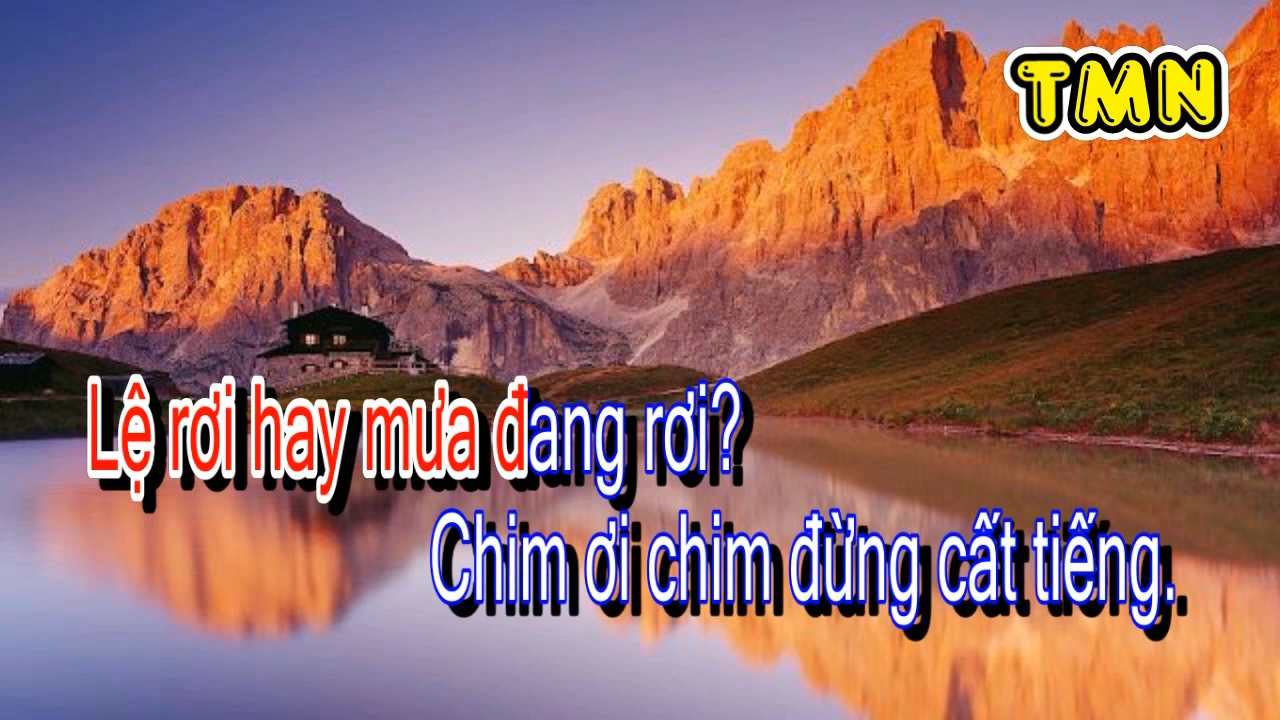 TMN
Lệ rơi hay mưa đang rơi?
Chim ơi chim đừng cất tiếng.